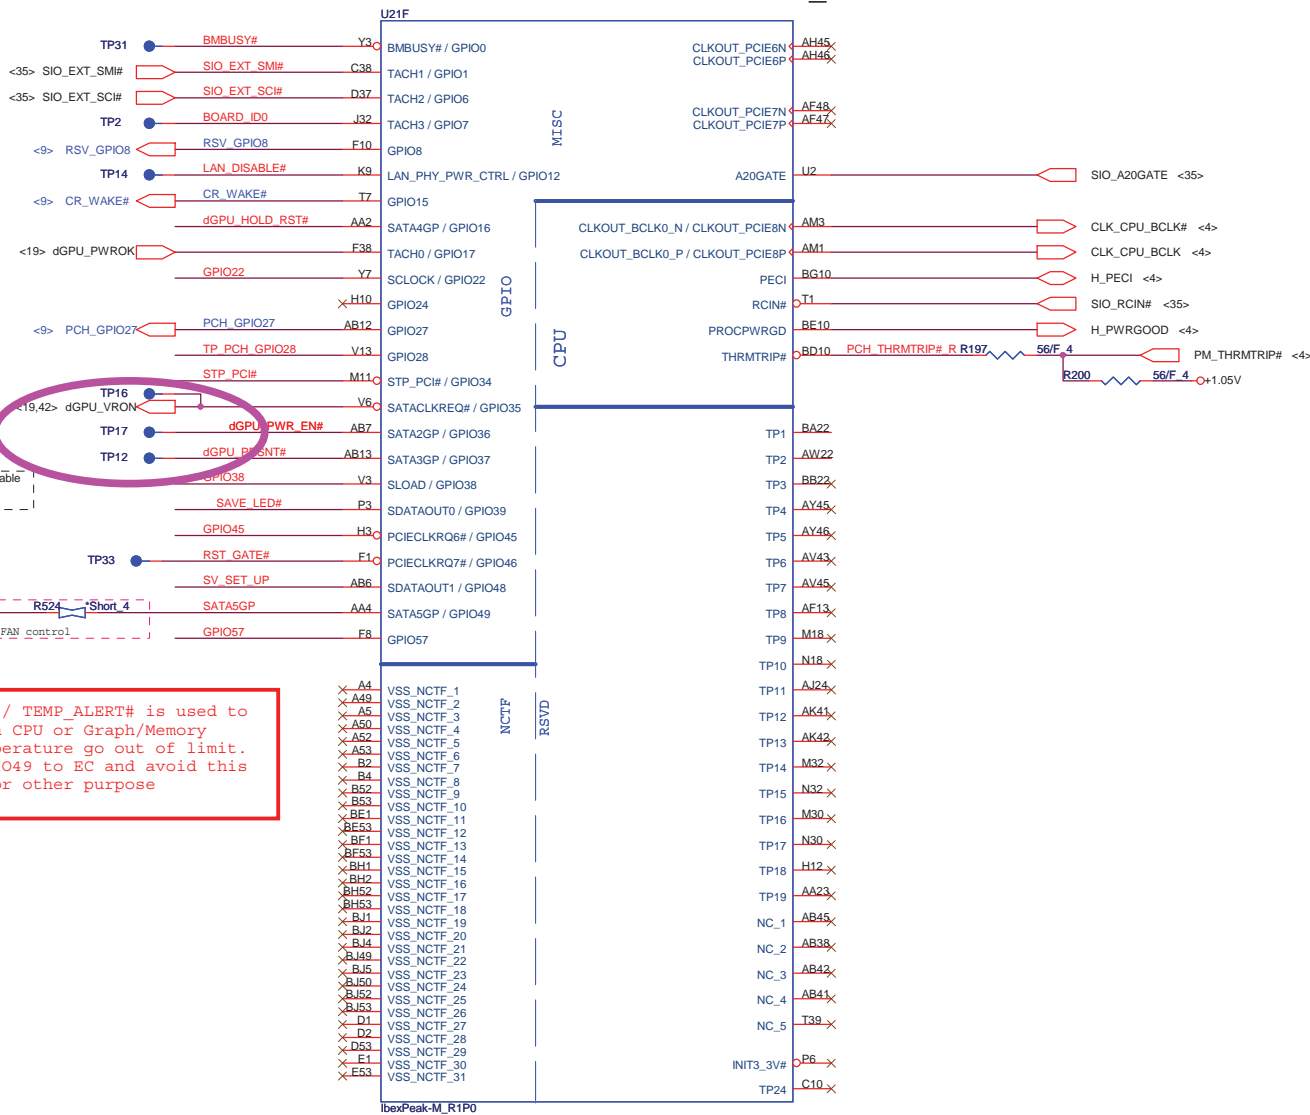 U21F
TP31 BMBUSY# Y3 BMBUSY# / GPIO0
<35> SIO_EXT_SMI# SIO_EXT_SMI# C38 TACH1 / GPIO1
<35> SIO_EXT_SCI# SIO_EXT_SCI# D37 TACH2 / GPIO6
TP2 BOARD_ID0 J32 TACH3 / GPIO7
<9> RSV_GPIO8 RSV_GPIO8 F10 GPIO8
TP14 LAN_DISABLE# K9 LAN_PHY_PWR_CTRL / GPIO12
<9> CR_WAKE# CR_WAKE# T7 GPIO15
dGPU_HOLD_RST# AA2 SATA4GP / GPIO16
<19> dGPU_PWROK F38 TACH0 / GPIO17
GPIO22 Y7 SCLOCK / GPIO22
H10 GPIO24
<9> PCH_GPIO27 PCH_GPIO27 AB12 GPIO27
TP_PCH_GPIO28 V13 GPIO28
STP_PCI# M11 STP_PCI# / GPIO34
TP16
<19,42> dGPU_VRON V6 SATACLKREQ# / GPIO35
TP17 dGPU_PWR_EN# AB7 SATA2GP / GPIO36
TP12 dGPU_PRSNT# AB13 SATA3GP / GPIO37
able
GPIO38 V3 SLOAD / GPIO38
SAVE_LED# P3 SDATAOUT0 / GPIO39
GPIO45 H3 PCIECLKRQ6# / GPIO45
TP33 RST_GATE# F1 PCIECLKRQ7# / GPIO46
SV_SET_UP AB6 SDATAOUT1 / GPIO48
R524 *Short_4 SATA5GP AA4 SATA5GP / GPIO49
FAN control
GPIO57 F8 GPIO57
MISC
GPIO
CPU
NCTF
RSVD
/ TEMP_ALERT# is used to
CPU or Graph/Memory
perature go out of limit.
IO49 to EC and avoid this
or other purpose
A4 VSS_NCTF_1
A49 VSS_NCTF_2
A5 VSS_NCTF_3
A50 VSS_NCTF_4
A52 VSS_NCTF_5
A53 VSS_NCTF_6
B2 VSS_NCTF_7
B4 VSS_NCTF_8
B52 VSS_NCTF_9
B53 VSS_NCTF_10
BE1 VSS_NCTF_11
BE53 VSS_NCTF_12
BF1 VSS_NCTF_13
BF53 VSS_NCTF_14
BH1 VSS_NCTF_15
BH2 VSS_NCTF_16
BH52 VSS_NCTF_17
BH53 VSS_NCTF_18
BJ1 VSS_NCTF_19
BJ2 VSS_NCTF_20
BJ4 VSS_NCTF_21
BJ49 VSS_NCTF_22
BJ5 VSS_NCTF_23
BJ50 VSS_NCTF_24
BJ52 VSS_NCTF_25
BJ53 VSS_NCTF_26
D1 VSS_NCTF_27
D2 VSS_NCTF_28
D53 VSS_NCTF_29
E1 VSS_NCTF_30
E53 VSS_NCTF_31
CLKOUT_PCIE6N AH45
CLKOUT_PCIE6P AH46
CLKOUT_PCIE7N AF48
CLKOUT_PCIE7P AF47
A20GATE U2 SIO_A20GATE <35>
CLKOUT_BCLK0_N / CLKOUT_PCIE8N AM3 CLK_CPU_BCLK# <4>
CLKOUT_BCLK0_P / CLKOUT_PCIE8P AM1 CLK_CPU_BCLK <4>
PECI BG10 H_PECI <4>
RCIN# T1 SIO_RCIN# <35>
PROCPWRGD BE10 H_PWRGOOD <4>
THRMTRIP# BD10 PCH_THRMTRIP#_R R197 56/F_4 PM_THRMTRIP# <4>
R200 56/F_4 +1.05V
TP1 BA22
TP2 AW22
TP3 BB22
TP4 AY45
TP5 AY46
TP6 AV43
TP7 AV45
TP8 AF13
TP9 M18
TP10 N18
TP11 AJ24
TP12 AK41
TP13 AK42
TP14 M32
TP15 N32
TP16 M30
TP17 N30
TP18 H12
TP19 AA23
NC_1 AB45
NC_2 AB38
NC_3 AB42
NC_4 AB41
NC_5 T39
INIT3_3V# P6
TP24 C10
IbexPeak-M_R1P0